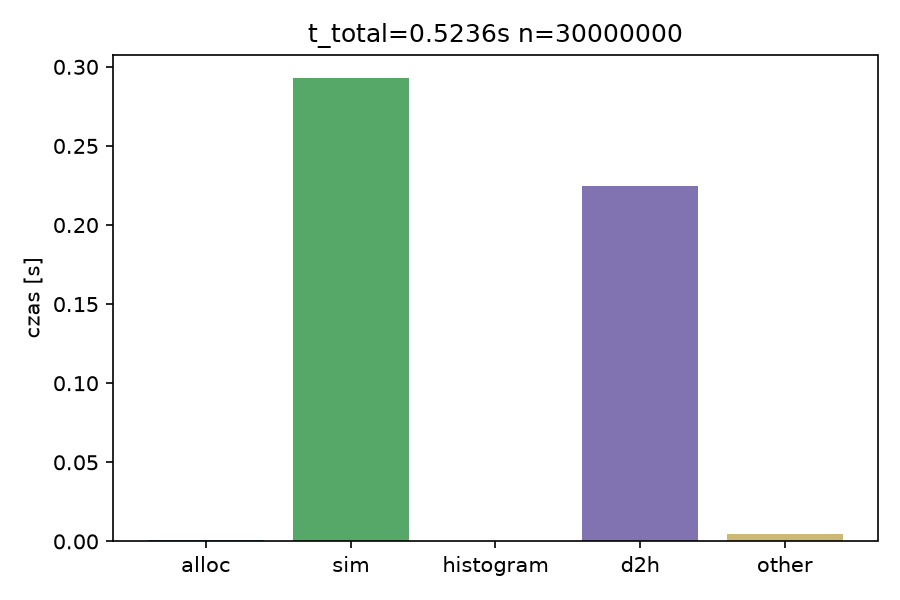 t_total=0.5236s n=30000000
czas [s]
0.30
0.25
0.20
0.15
0.10
0.05
0.00
alloc sim histogram d2h other